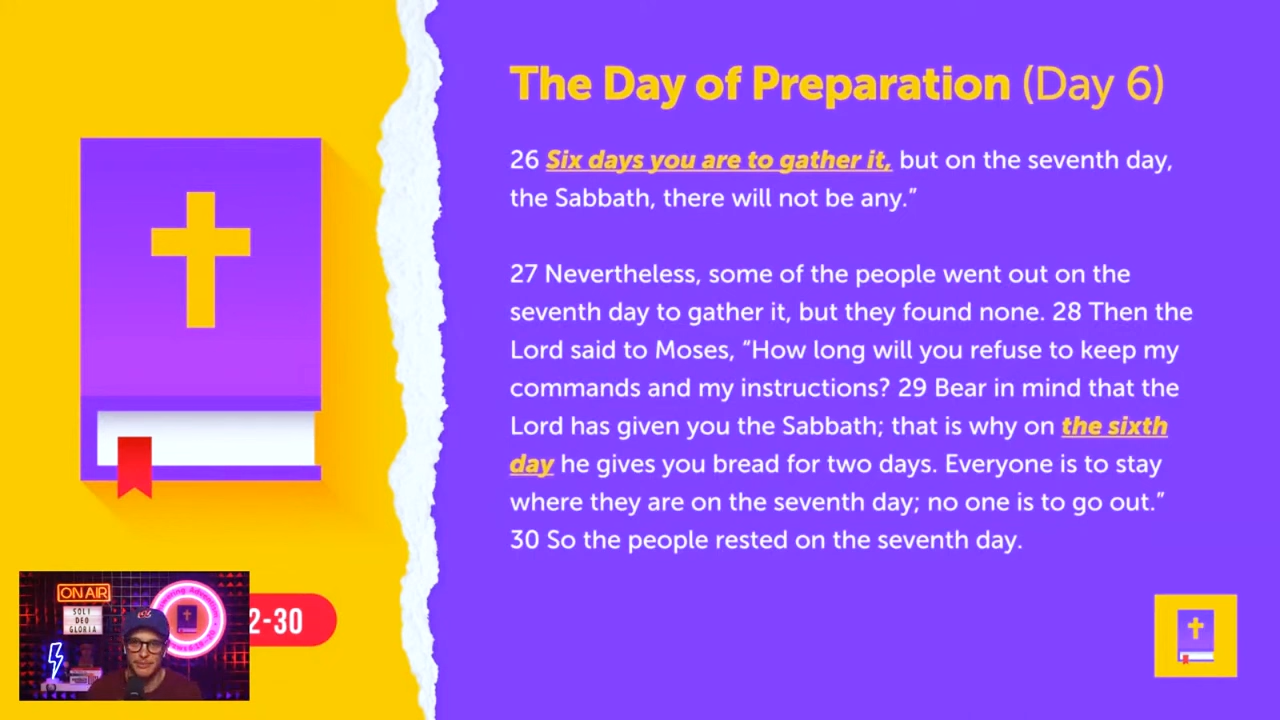 The Day of Preparation (Day 6)
26 Six days you are to gather it, but on the seventh day,
the Sabbath, there will not be any.”
27 Nevertheless, some of the people went out on the
seventh day to gather it, but they found none. 28 Then the
Lord said to Moses, “How long will you refuse to keep my
commands and my instructions? 29 Bear in mind that the
Lord has given you the Sabbath; that is why on the sixth
day he gives you bread for two days. Everyone is to stay
where they are on the seventh day; no one is to go out.”
30 So the people rested on the seventh day.
ON AIR
SOLI
DEO
GLORIA
2-30